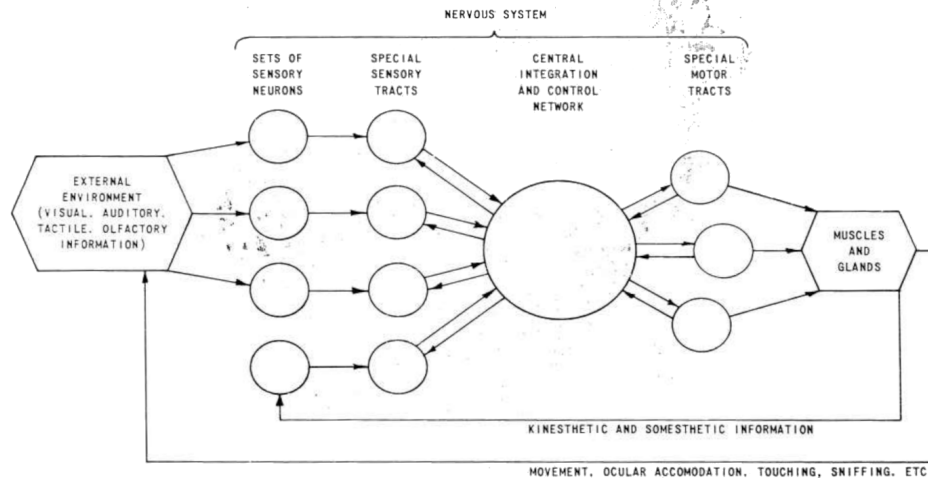 NERVOUS SYSTEM
SETS OF
SENSORY
NEURONS
SPECIAL
SENSORY
TRACTS
CENTRAL
INTEGRATION
AND CONTROL
NETWORK
SPECIAL
MOTOR
TRACTS
EXTERNAL
ENVIRONMENT
(VISUAL. AUDITORY.
TACTILE. OLFACTORY
INFORMATION)
MUSCLES
AND
GLANDS
KINESTHETIC AND SOMESTHETIC INFORMATION
MOVEMENT. OCULAR ACCOMODATION. TOUCHING, SNIFFING. ETC